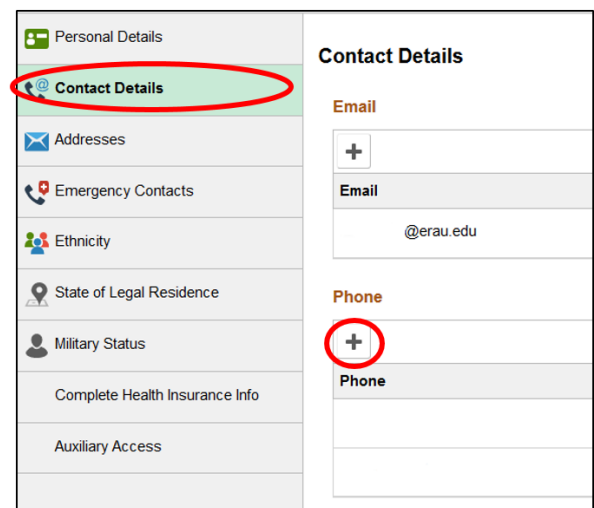 Personal Details
Contact Details
Addresses
Emergency Contacts
Ethnicity
State of Legal Residence
Military Status
Complete Health Insurance Info
Auxiliary Access
Contact Details
Email
+
Email
@erau.edu
Phone
+
Phone